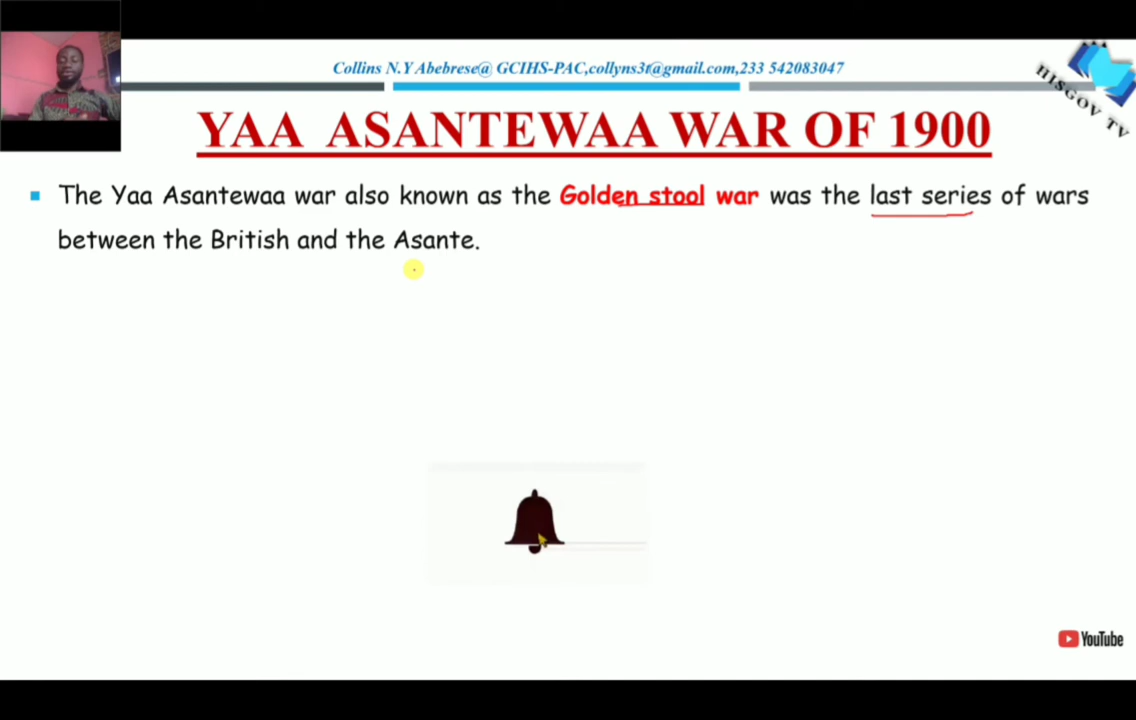 Collins N.Y Abebrese@ GCIHS-PAC,collyns3t@gmail.com,233 542083047
HISGOV TV
YAA ASANTEWAA WAR OF 1900
The Yaa Asantewaa war also known as the Golden stool war was the last series of wars
between the British and the Asante.
YouTube